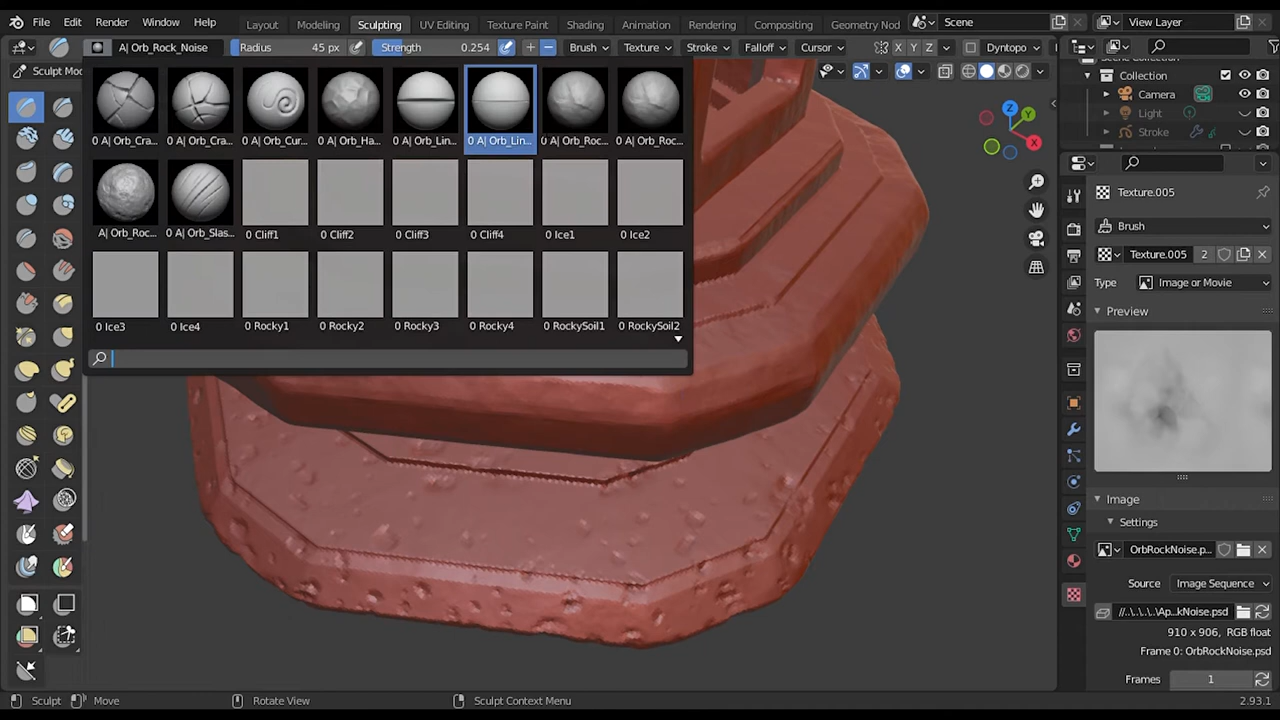 File Edit Render Window Help Layout Modeling Sculpting UV Editing Texture Paint Shading Animation Rendering Compositing Geometry Nod Scene View Layer
A| Orb_Rock_Noise Radius 45 px Strength 0.254 Brush Texture Stroke Falloff Cursor X Y Z Dyntopo
Sculpt Mod
0 A| Orb_Cra... 0 A| Orb_Cra... 0 A| Orb_Cur... 0 A| Orb_Ha... 0 A| Orb_Lin... 0 A| Orb_Lin... 0 A| Orb_Roc... 0 A| Orb_Roc...
A| Orb_Roc... 0 A| Orb_Slas... 0 Cliff1 0 Cliff2 0 Cliff3 0 Cliff4 0 Ice1 0 Ice2
0 Ice3 0 Ice4 0 Rocky1 0 Rocky2 0 Rocky3 0 Rocky4 0 RockySoil1 0 RockySoil2
Z
Y
X
Collection
Camera
Light
Stroke
Texture.005
Brush
Texture.005 2
Type Image or Movie
Preview
Image
Settings
OrbRockNoise.p...
Source Image Sequence
//..\..\..\..\Ap...kNoise.psd
910 x 906, RGB float
Frame 0: OrbRockNoise.psd
Frames 1
Sculpt Move Rotate View Sculpt Context Menu 2.93.1